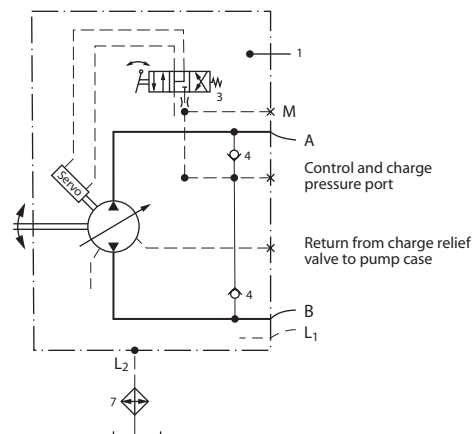 1
3
M
A
4
Control and charge
pressure port
Servo
Return from charge relief
valve to pump case
4
B
L1
L2
7